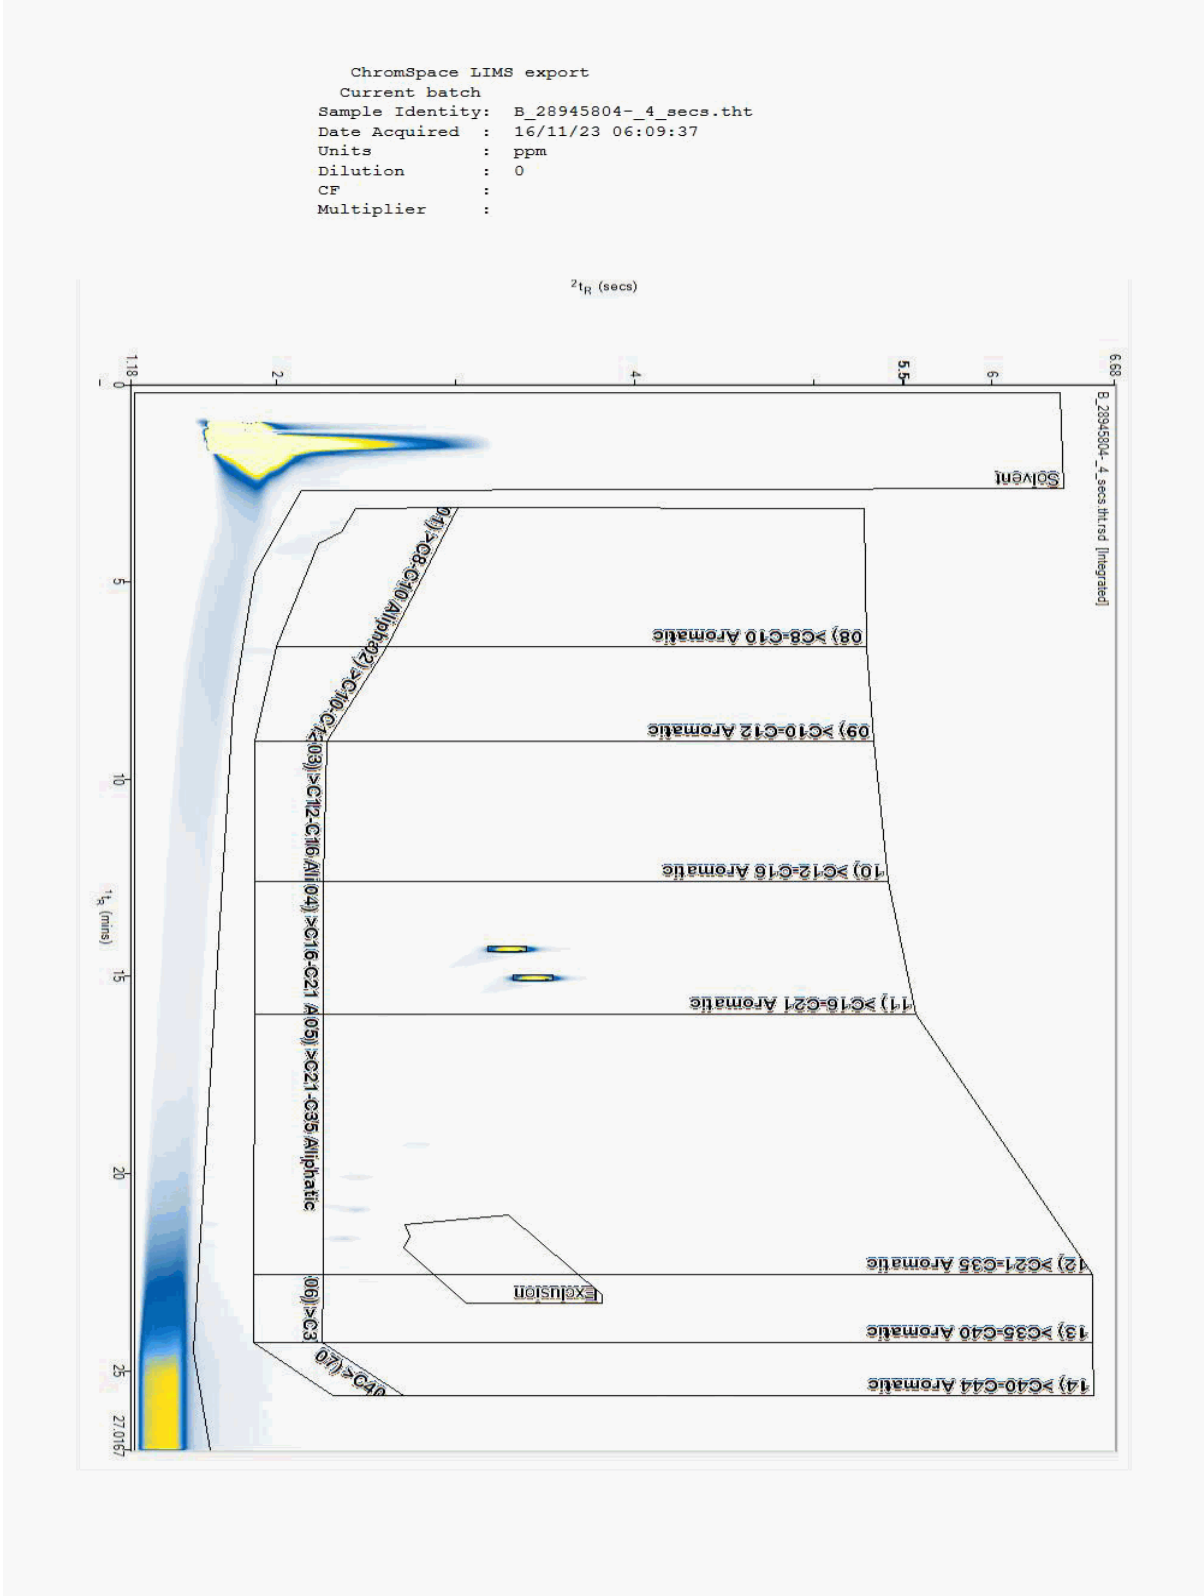 ChromSpace LIMS export
Current batch
Sample Identity: B_28945804-_4_secs.tht
Date Acquired : 16/11/23 06:09:37
Units : ppm
Dilution : 0
CF :
Multiplier :
²tR (secs)
1.18
2
4
5.5
6
6.68
B_28945804-_4_secs.tht.rsd [Integrated]
0
5
10
15
20
25
27.0167
¹tR (mins)
Solvent
01) >C8-C10 Aliph
02) >C10-C12
03) >C12-C16 Ali
04) >C16-C21 A
05) >C21-C35 Aliphatic
06) >C3
07) >C40
08) >C8-C10 Aromatic
09) >C10-C12 Aromatic
10) >C12-C16 Aromatic
11) >C16-C21 Aromatic
12) >C21-C35 Aromatic
Exclusion
13) >C35-C40 Aromatic
14) >C40-C44 Aromatic